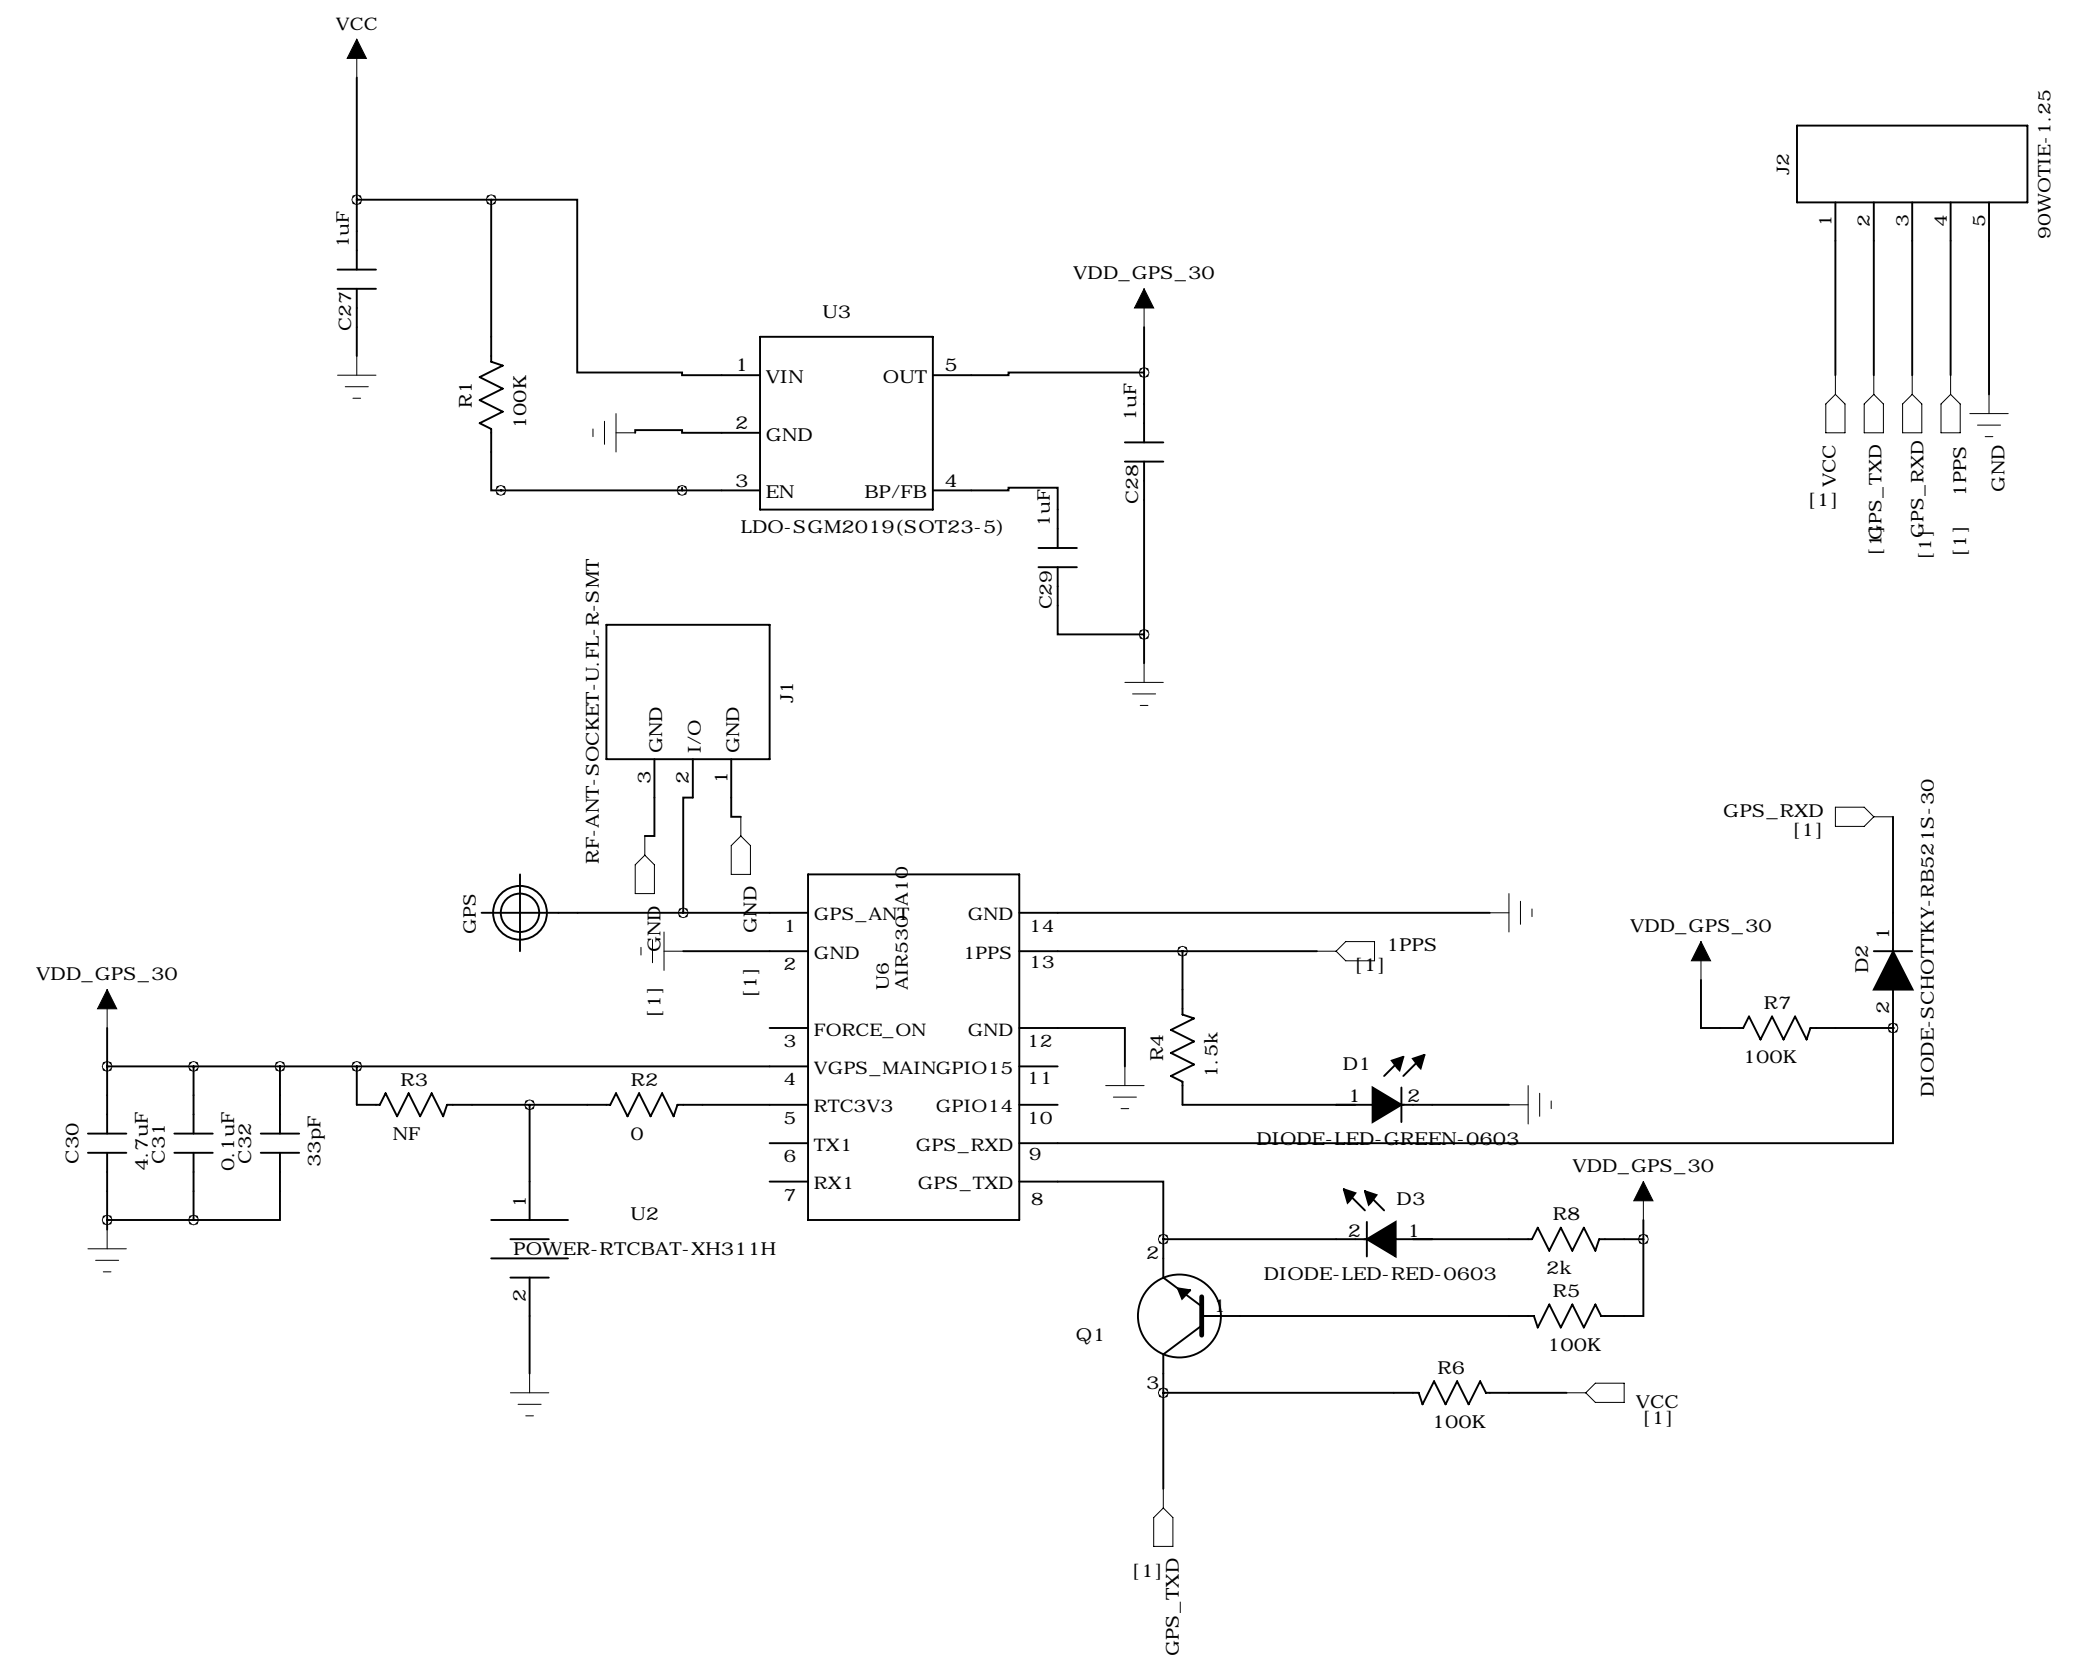 VCC
1uF
C27
R1
100K
U3
1
VIN
2
GND
3
EN
OUT
5
BP/FB
4
LDO-SGM2019(SOT23-5)
VDD_GPS_30
1uF
C28
1uF
C29
J2
90WOTIE-1.25
1
2
3
4
5
VCC
[1]
GPS_TXD
[1]
GPS_RXD
[1]
1PPS
[1]
GND
RF-ANT-SOCKET-U.FL-R-SMT
J1
GND
I/O
GND
3
2
1
GND
[1]
GND
[1]
GPS
U6
AIR530-A10
1
GPS_ANT
2
GND
3
FORCE_ON
4
VGPS_MAIN
5
RTC3V3
6
TX1
7
RX1
GND
14
1PPS
13
GND
12
GPIO15
11
GPIO14
10
GPS_RXD
9
GPS_TXD
8
VDD_GPS_30
C30
4.7uF
C31
0.1uF
C32
33pF
R3
NF
R2
0
1
U2
POWER-RTCBAT-XH311H
2
1PPS
[1]
R4
1.5k
D1
1
2
DIODE-LED-GREEN-0603
GPS_RXD
[1]
VDD_GPS_30
R7
100K
D2
1
2
DIODE-SCHOTTKY-RB521S-30
VDD_GPS_30
D3
2
1
DIODE-LED-RED-0603
R8
2k
R5
100K
Q1
2
1
3
R6
100K
VCC
[1]
[1]
GPS_TXD